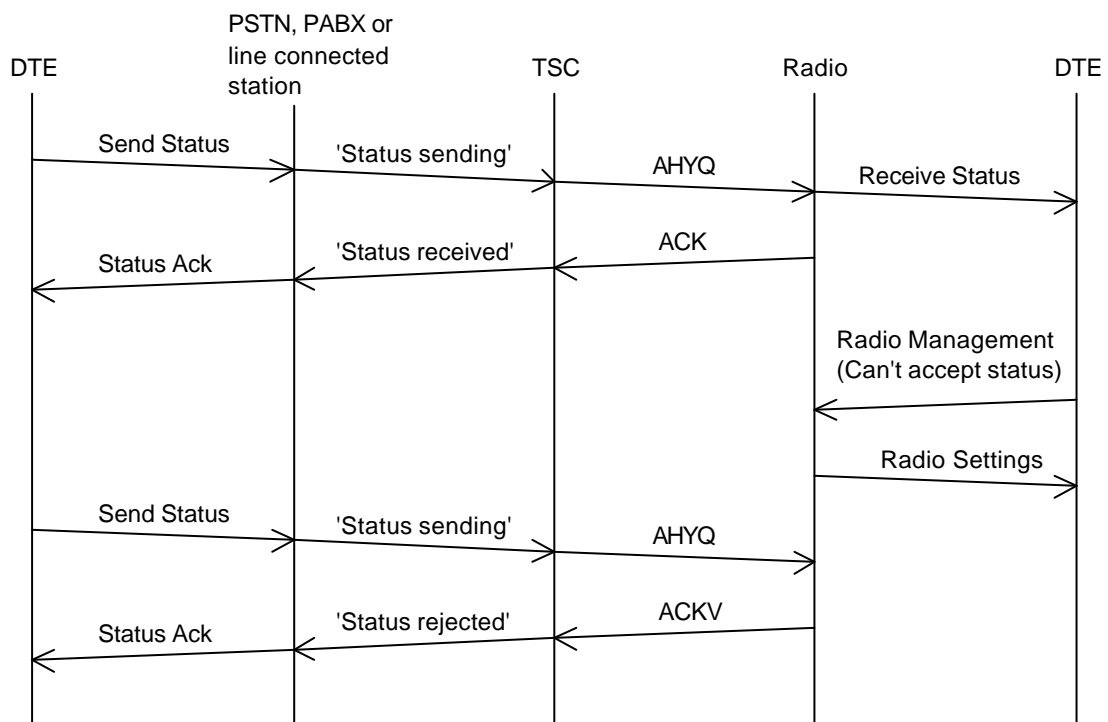 PSTN, PABX or
line connected
station
DTE
TSC
Radio
DTE
Send Status
'Status sending'
AHYQ
Receive Status
Status Ack
'Status received'
ACK
Radio Management
(Can't accept status)
Radio Settings
Send Status
'Status sending'
AHYQ
Status Ack
'Status rejected'
ACKV